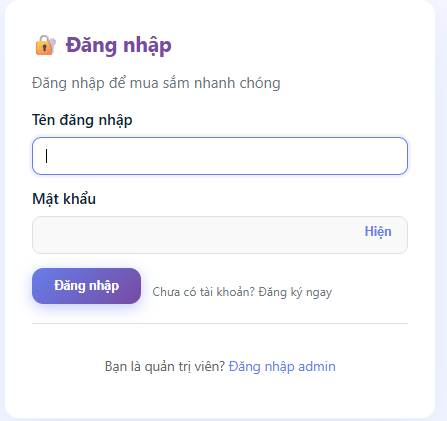 Đăng nhập
Đăng nhập để mua sắm nhanh chóng
Tên đăng nhập
Mật khẩu
Hiện
Đăng nhập Chưa có tài khoản? Đăng ký ngay
Bạn là quản trị viên? Đăng nhập admin